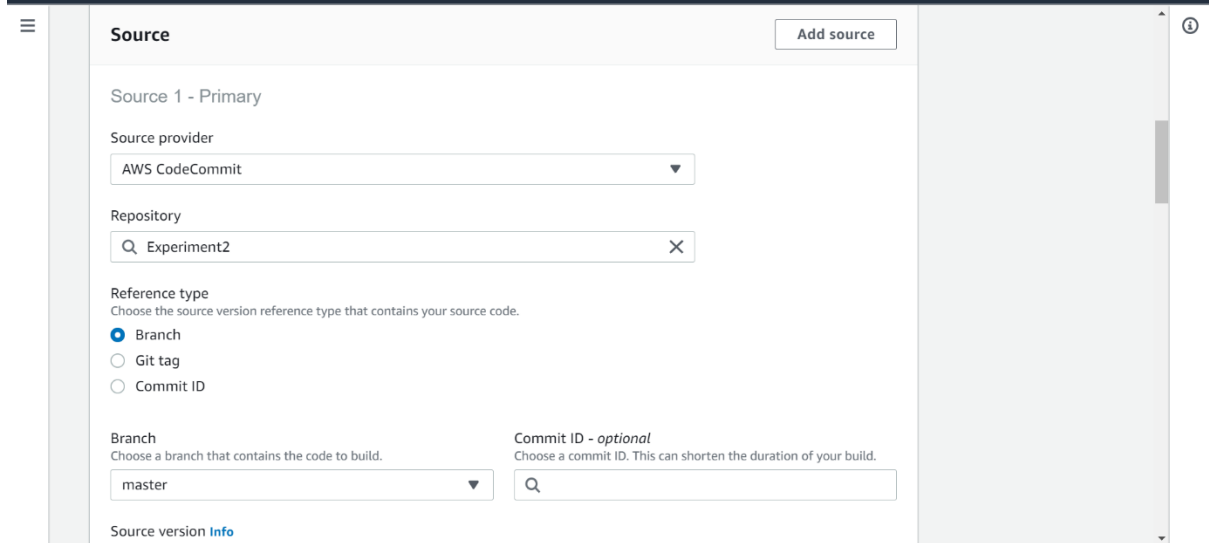 Source
Add source
Source 1 - Primary
Source provider
AWS CodeCommit
Repository
Experiment2
Reference type
Choose the source version reference type that contains your source code.
Branch
Git tag
Commit ID
Branch
Commit ID - optional
Choose a branch that contains the code to build.
Choose a commit ID. This can shorten the duration of your build.
master
Source version Info